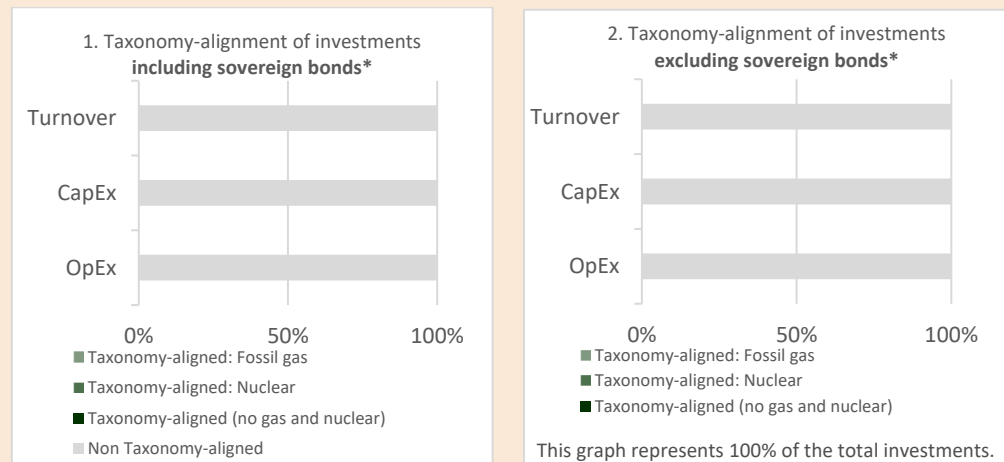 1. Taxonomy-alignment of investments
including sovereign bonds*
Turnover
CapEx
OpEx
0% 50% 100%
Taxonomy-aligned: Fossil gas
Taxonomy-aligned: Nuclear
Taxonomy-aligned (no gas and nuclear)
Non Taxonomy-aligned
2. Taxonomy-alignment of investments
excluding sovereign bonds*
Turnover
CapEx
OpEx
0% 50% 100%
Taxonomy-aligned: Fossil gas
Taxonomy-aligned: Nuclear
Taxonomy-aligned (no gas and nuclear)
This graph represents 100% of the total investments.